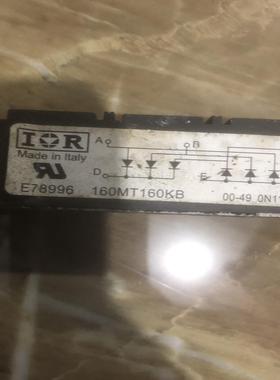 IOR
Made in Italy
A
B
D
E
E78996 160MT160KB
00-49